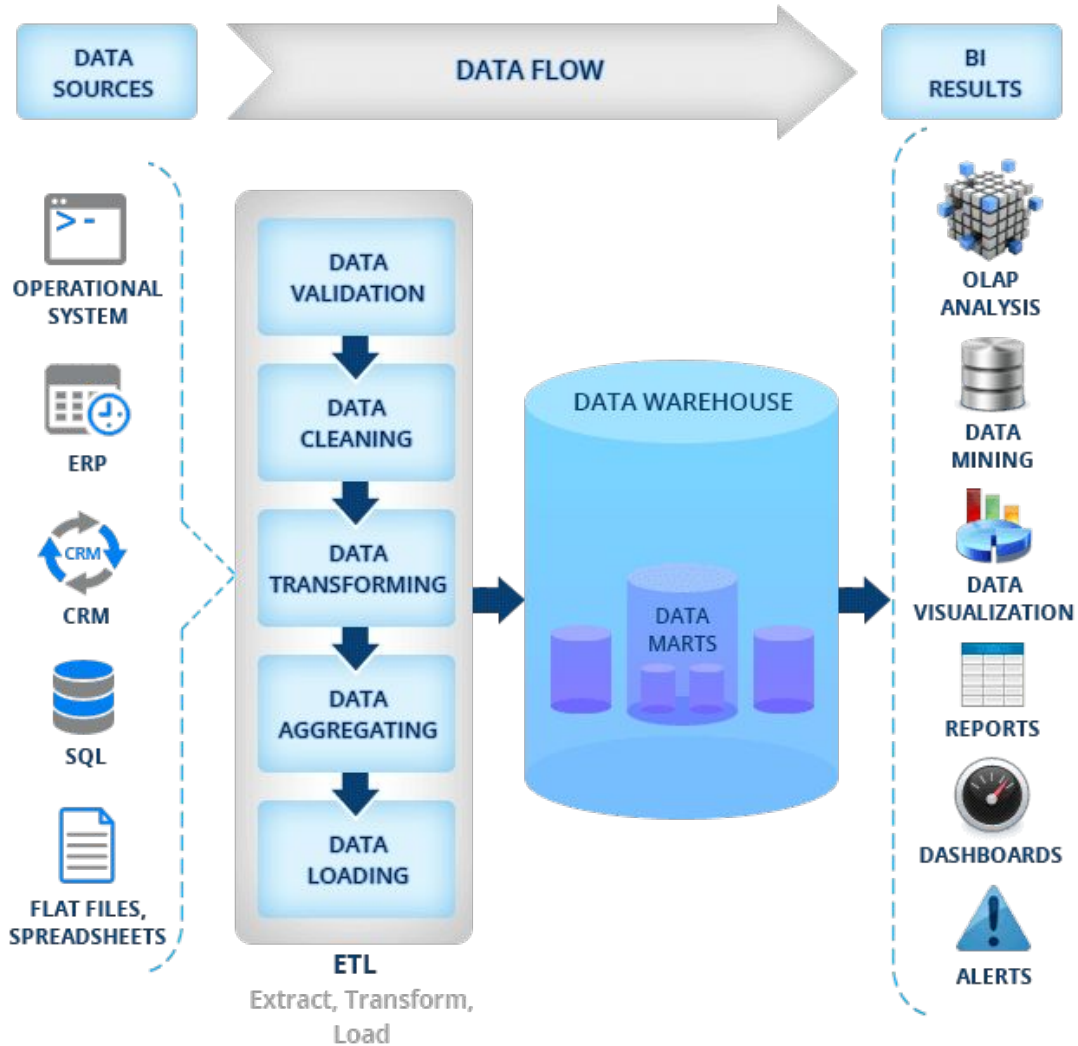 DATA
SOURCES
DATA FLOW
BI
RESULTS
>-
OPERATIONAL
SYSTEM
ERP
CRM
CRM
SQL
FLAT FILES,
SPREADSHEETS
DATA
VALIDATION
DATA
CLEANING
DATA
TRANSFORMING
DATA
AGGREGATING
DATA
LOADING
ETL
Extract, Transform,
Load
DATA WAREHOUSE
DATA
MARTS
OLAP
ANALYSIS
DATA
MINING
DATA
VISUALIZATION
REPORTS
DASHBOARDS
!
ALERTS